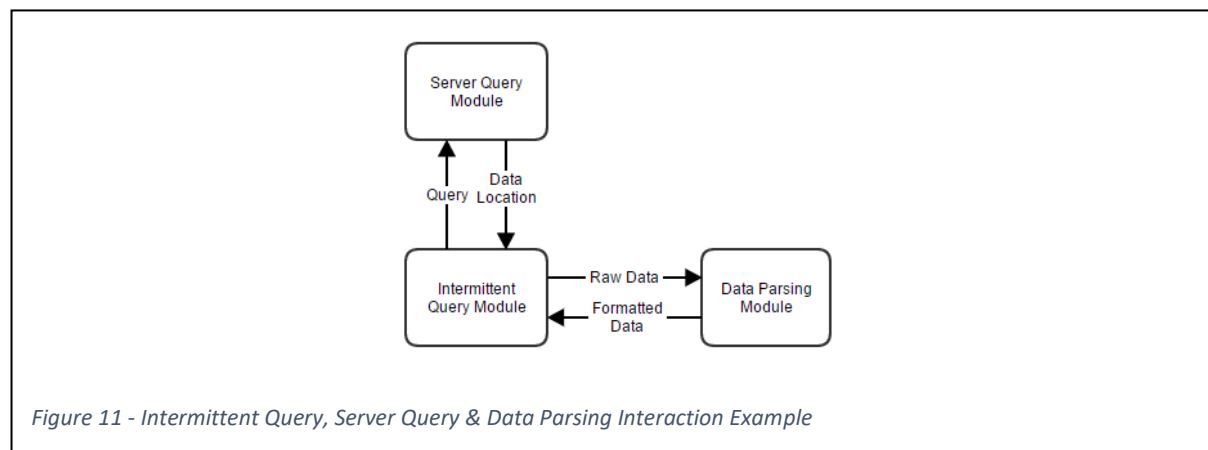 Server Query
Module
Query
Data
Location
Intermittent
Query Module
Raw Data
Formatted
Data
Data Parsing
Module
Figure 11 - Intermittent Query, Server Query & Data Parsing Interaction Example